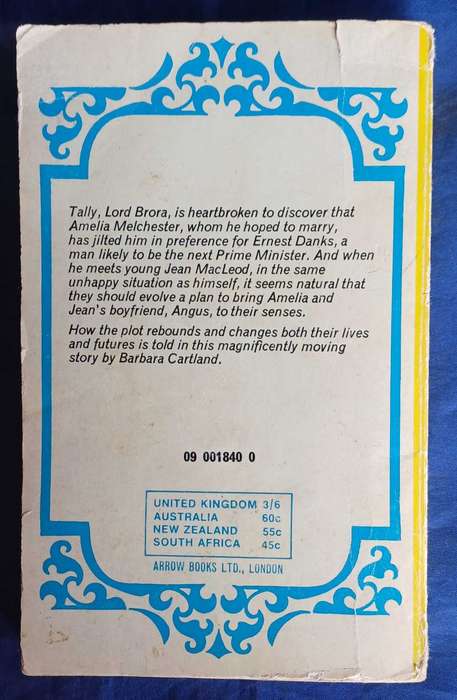 Tally, Lord Brora, is heartbroken to discover that
Amelia Melchester, whom he hoped to marry,
has jilted him in preference for Ernest Danks, a
man likely to be the next Prime Minister. And when
he meets young Jean MacLeod, in the same
unhappy situation as himself, it seems natural that
they should evolve a plan to bring Amelia and
Jean's boyfriend, Angus, to their senses.
How the plot rebounds and changes both their lives
and futures is told in this magnificently moving
story by Barbara Cartland.
09 001840 0
UNITED KINGDOM 3/6
AUSTRALIA 60c
NEW ZEALAND 55c
SOUTH AFRICA 45c
ARROW BOOKS LTD., LONDON